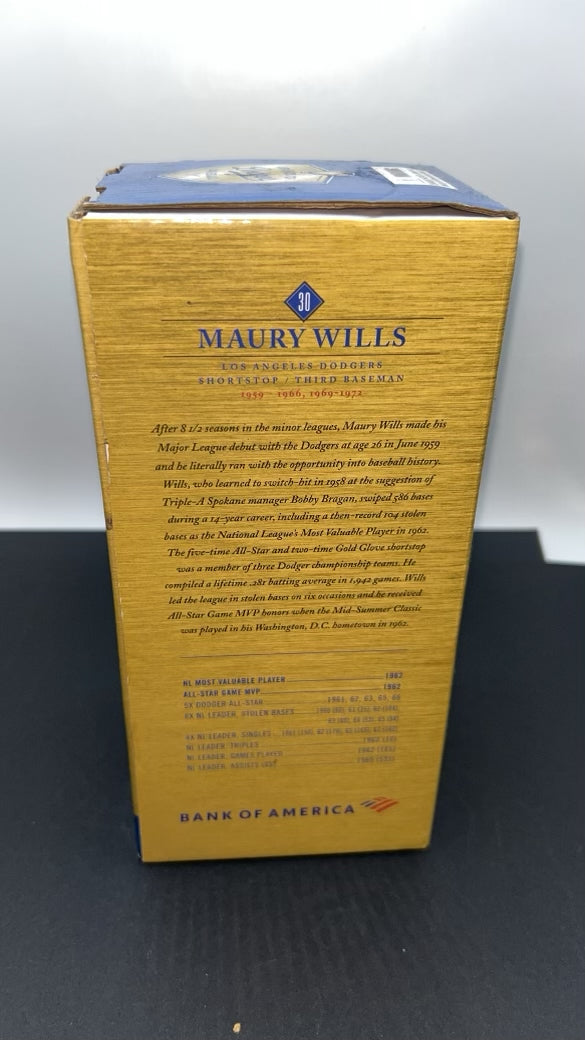 30
MAURY WILLS
LOS ANGELES DODGERS
SHORTSTOP / THIRD BASEMAN
1959 - 1966, 1969-1972
After 8 1/2 seasons in the minor leagues, Maury Wills made his
Major League debut with the Dodgers at age 26 in June 1959
and he literally ran with the opportunity into baseball history.
Wills, who learned to switch-hit in 1958 at the suggestion of
Triple-A Spokane manager Bobby Bragan, swiped 586 bases
during a 14-year career, including a then-record 104 stolen
bases as the National League's Most Valuable Player in 1962.
The five-time All-Star and two-time Gold Glove shortstop
was a member of three Dodger championship teams. He
compiled a lifetime .281 batting average in 1,942 games. Wills
led the league in stolen bases on six occasions and he received
All-Star Game MVP honors when the Mid-Summer Classic
was played in his Washington, D.C. hometown in 1962.
NL MOST VALUABLE PLAYER 1962
ALL-STAR GAME MVP 1962
5X DODGER ALL-STAR 1961, 62, 63, 65, 66
6X NL LEADER, STOLEN BASES
4X NL LEADER, SINGLES
NL LEADER, TRIPLES 1962
NL LEADER, GAMES PLAYED 1962
NL LEADER, ASSISTS
BANK OF AMERICA